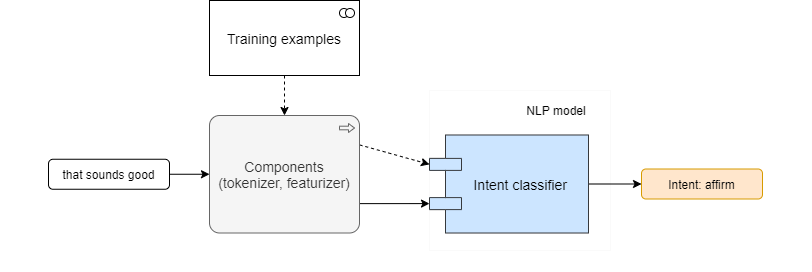 Training examples
NLP model
that sounds good
Components
(tokenizer, featurizer)
Intent classifier
Intent: affirm